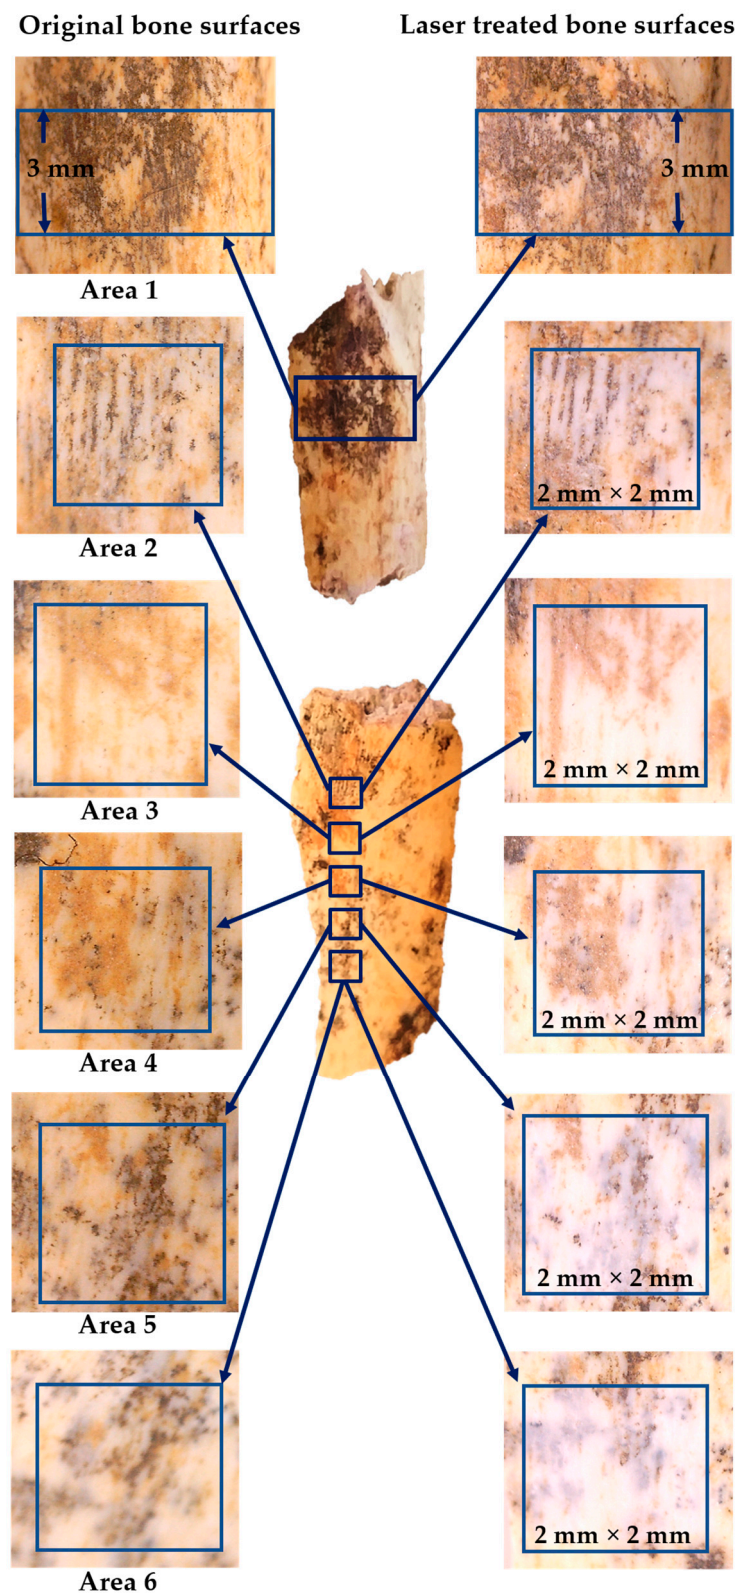 Original bone surfaces
Laser treated bone surfaces
3 mm
3 mm
Area 1
2 mm × 2 mm
Area 2
2 mm × 2 mm
Area 3
2 mm × 2 mm
Area 4
2 mm × 2 mm
Area 5
2 mm × 2 mm
Area 6